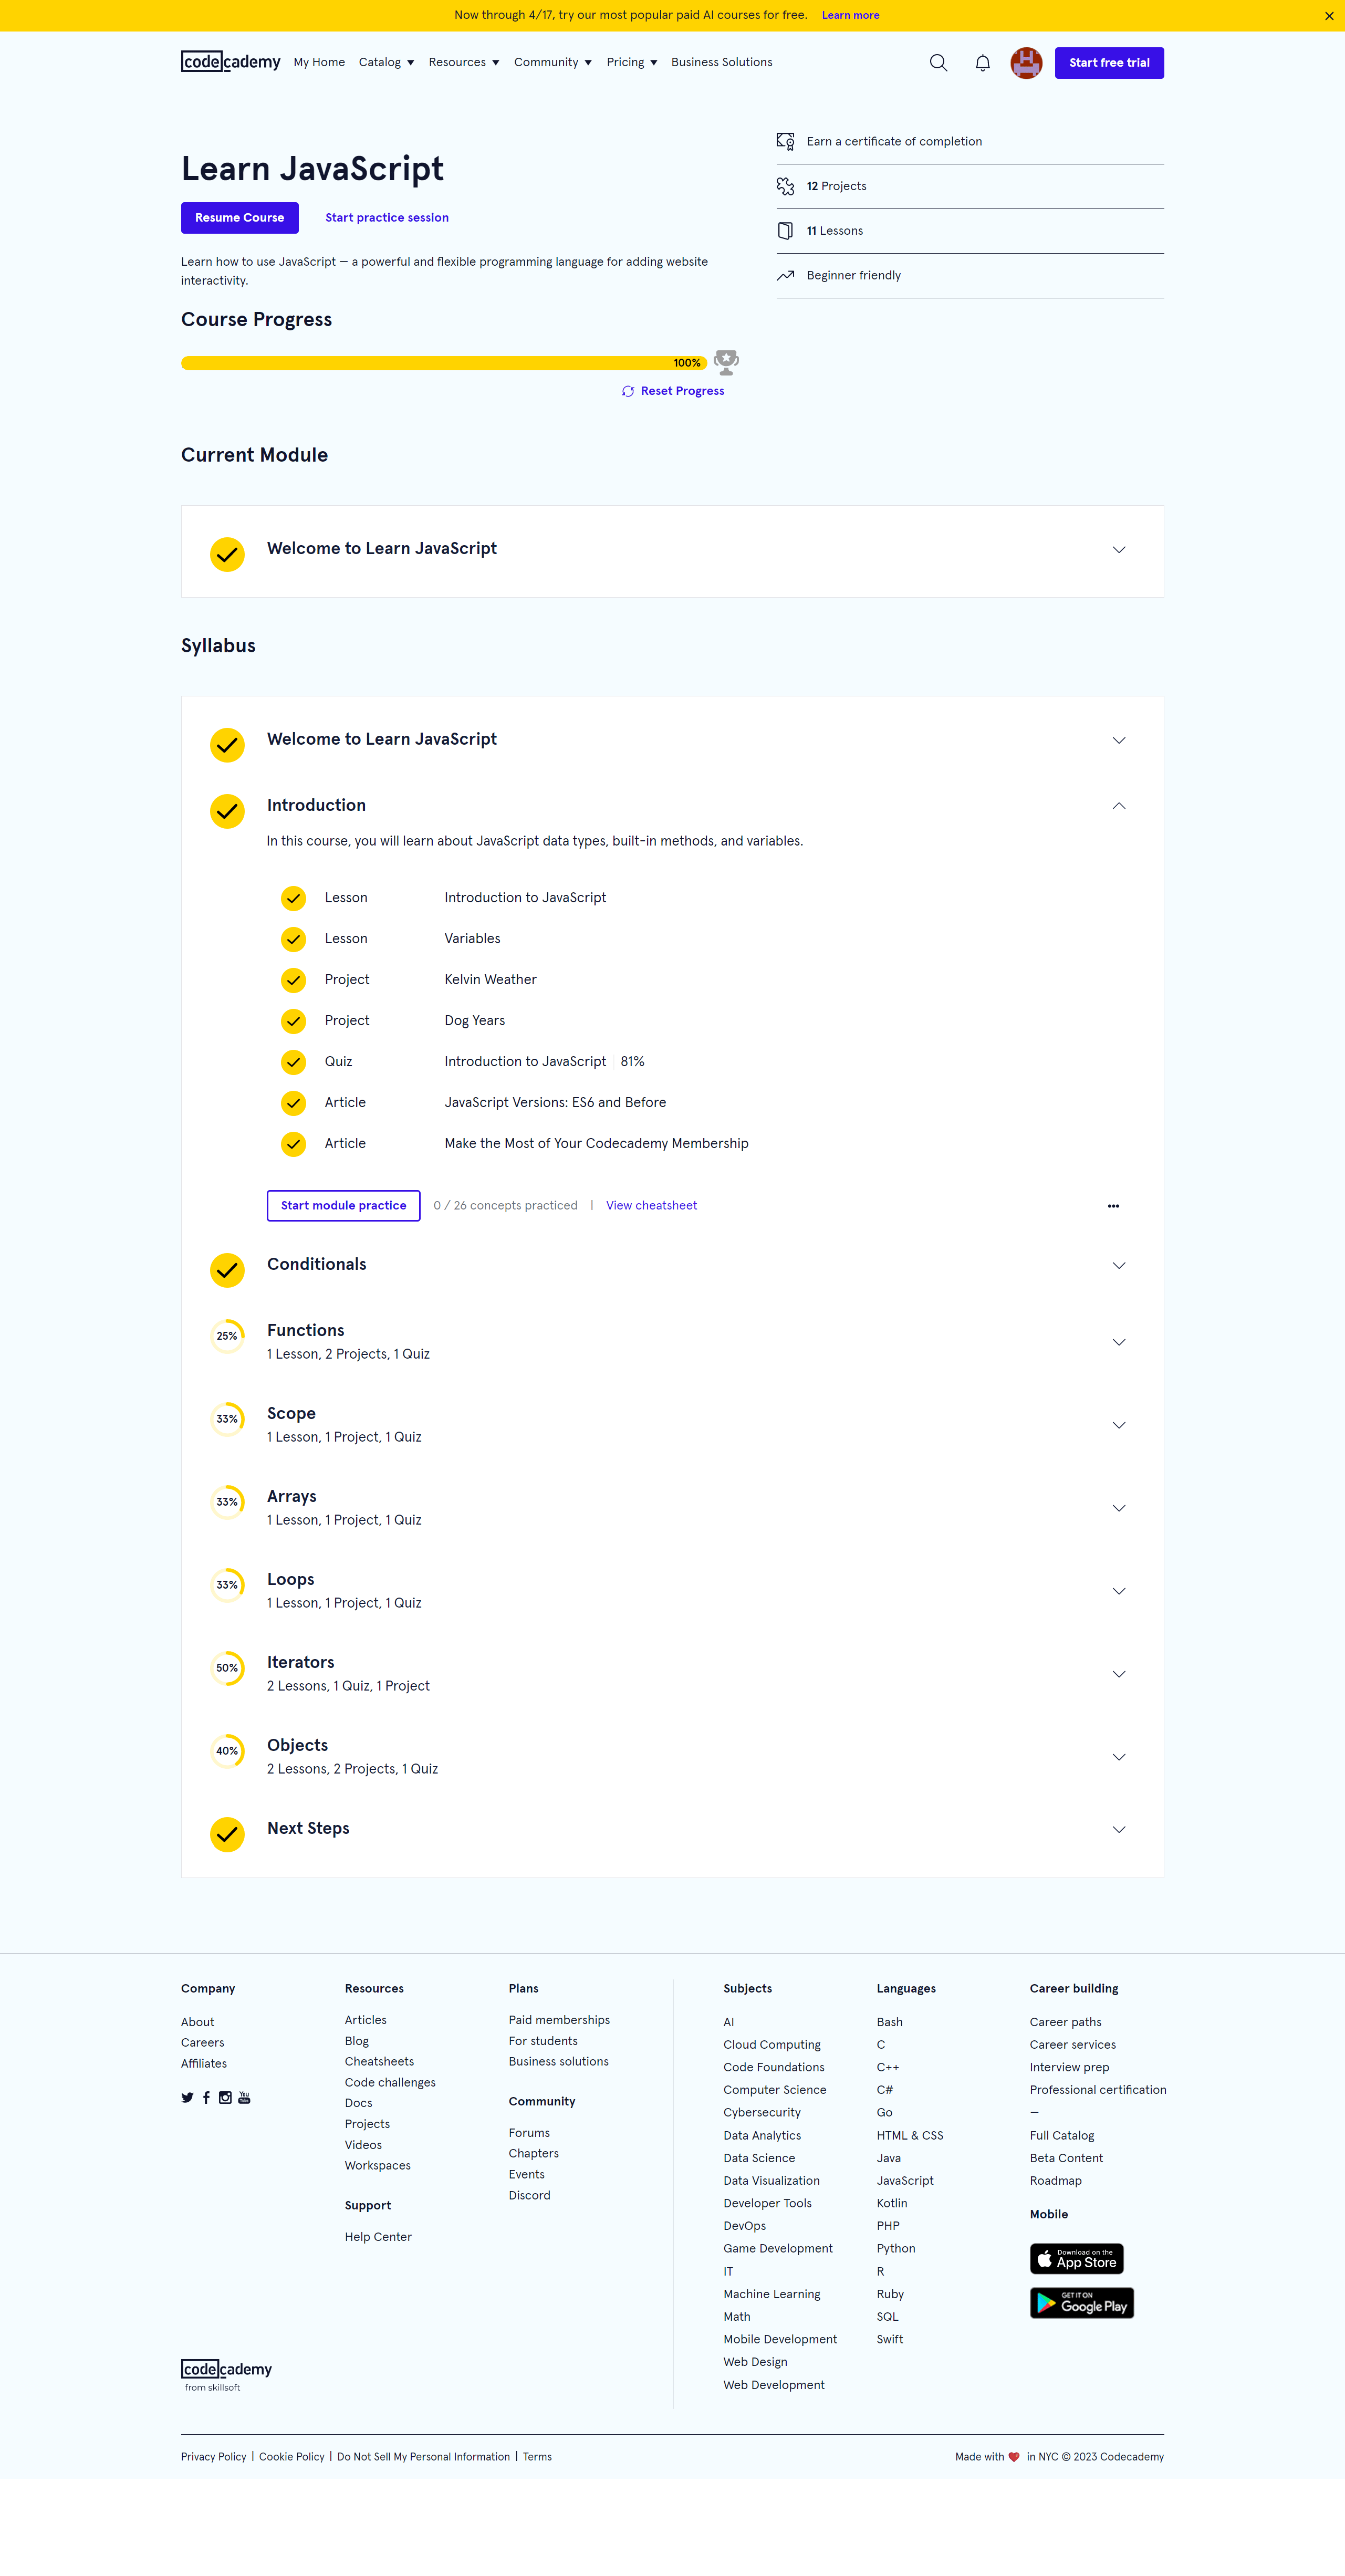 Now through 4/17, try our most popular paid AI courses for free. Learn more
codecademy My Home Catalog Resources Community Pricing Business Solutions Start free trial
Learn JavaScript
Resume Course Start practice session
Learn how to use JavaScript — a powerful and flexible programming language for adding website
interactivity.
Earn a certificate of completion
12 Projects
11 Lessons
Beginner friendly
Course Progress
100%
Reset Progress
Current Module
Welcome to Learn JavaScript
Syllabus
Welcome to Learn JavaScript
Introduction
In this course, you will learn about JavaScript data types, built-in methods, and variables.
Lesson Introduction to JavaScript
Lesson Variables
Project Kelvin Weather
Project Dog Years
Quiz Introduction to JavaScript 81%
Article JavaScript Versions: ES6 and Before
Article Make the Most of Your Codecademy Membership
Start module practice 0 / 26 concepts practiced | View cheatsheet
Conditionals
25% Functions
1 Lesson, 2 Projects, 1 Quiz
33% Scope
1 Lesson, 1 Project, 1 Quiz
33% Arrays
1 Lesson, 1 Project, 1 Quiz
33% Loops
1 Lesson, 1 Project, 1 Quiz
50% Iterators
2 Lessons, 1 Quiz, 1 Project
40% Objects
2 Lessons, 2 Projects, 1 Quiz
Next Steps
Company
About
Careers
Affiliates
You Tube
codecademy
from skillsoft
Resources
Articles
Blog
Cheatsheets
Code challenges
Docs
Projects
Videos
Workspaces
Support
Help Center
Plans
Paid memberships
For students
Business solutions
Community
Forums
Chapters
Events
Discord
Subjects
AI
Cloud Computing
Code Foundations
Computer Science
Cybersecurity
Data Analytics
Data Science
Data Visualization
Developer Tools
DevOps
Game Development
IT
Machine Learning
Math
Mobile Development
Web Design
Web Development
Languages
Bash
C
C++
C#
Go
HTML & CSS
Java
JavaScript
Kotlin
PHP
Python
R
Ruby
SQL
Swift
Career building
Career paths
Career services
Interview prep
Professional certification
—
Full Catalog
Beta Content
Roadmap
Mobile
Download on the
App Store
GET IT ON
Google Play
Privacy Policy | Cookie Policy | Do Not Sell My Personal Information | Terms
Made with ❤️ in NYC © 2023 Codecademy